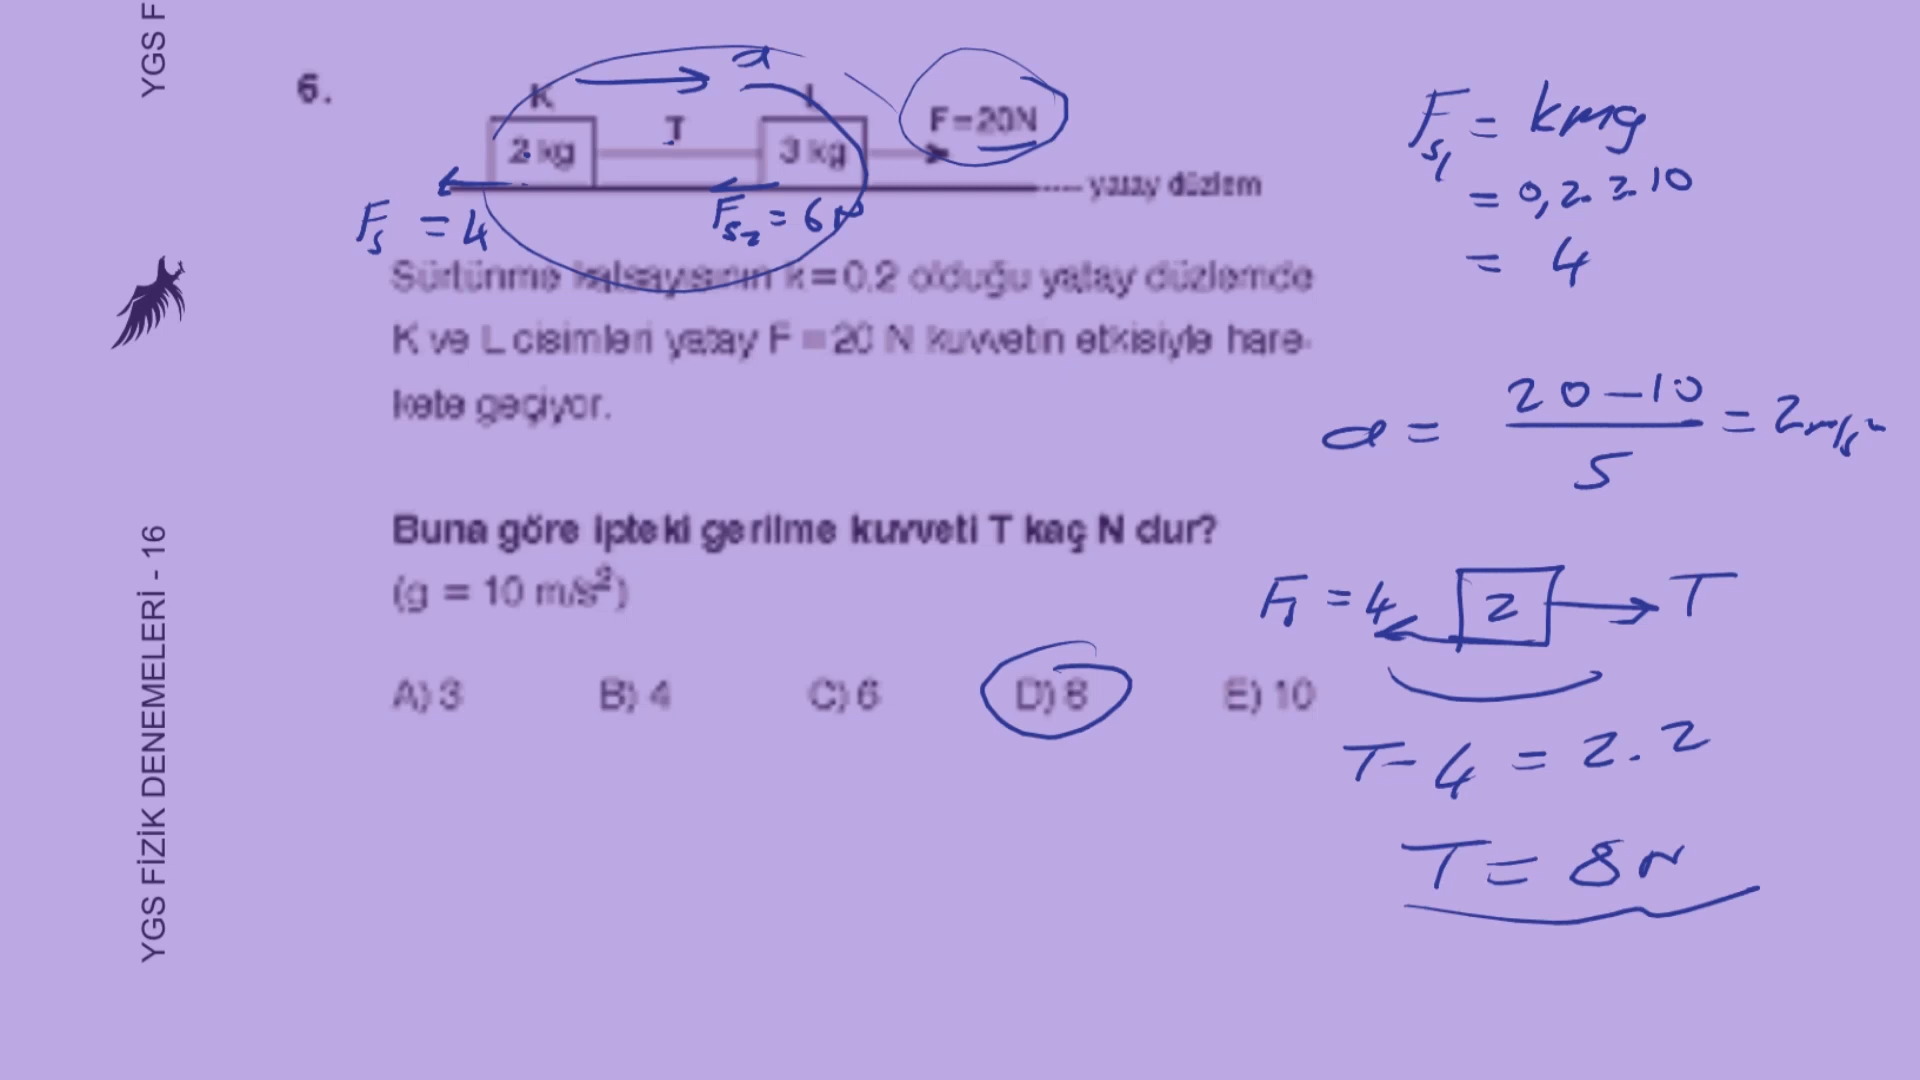 YGS F
6.
K
a
L
2 kg
T
3 kg
F = 20N
yatay düzlem
Fs = 4
Fs2 = 6N
Sürtünme katsayısının k = 0,2 olduğu yatay düzlemde
K ve L cisimleri yatay F = 20 N kuvvetin etkisiyle hare-
kete geçiyor.
Buna göre ipteki gerilme kuvveti T kaç N dur?
(g = 10 m/s²)
A) 3 B) 4 C) 6 D) 8 E) 10
YGS FİZİK DENEMELERİ - 16
Fs1 = kmg
= 0,2. 2. 10
= 4
a = 20-10 / 5 = 2 m/s²
Fs = 4 2 T
T- 4 = 2.2
T = 8 N